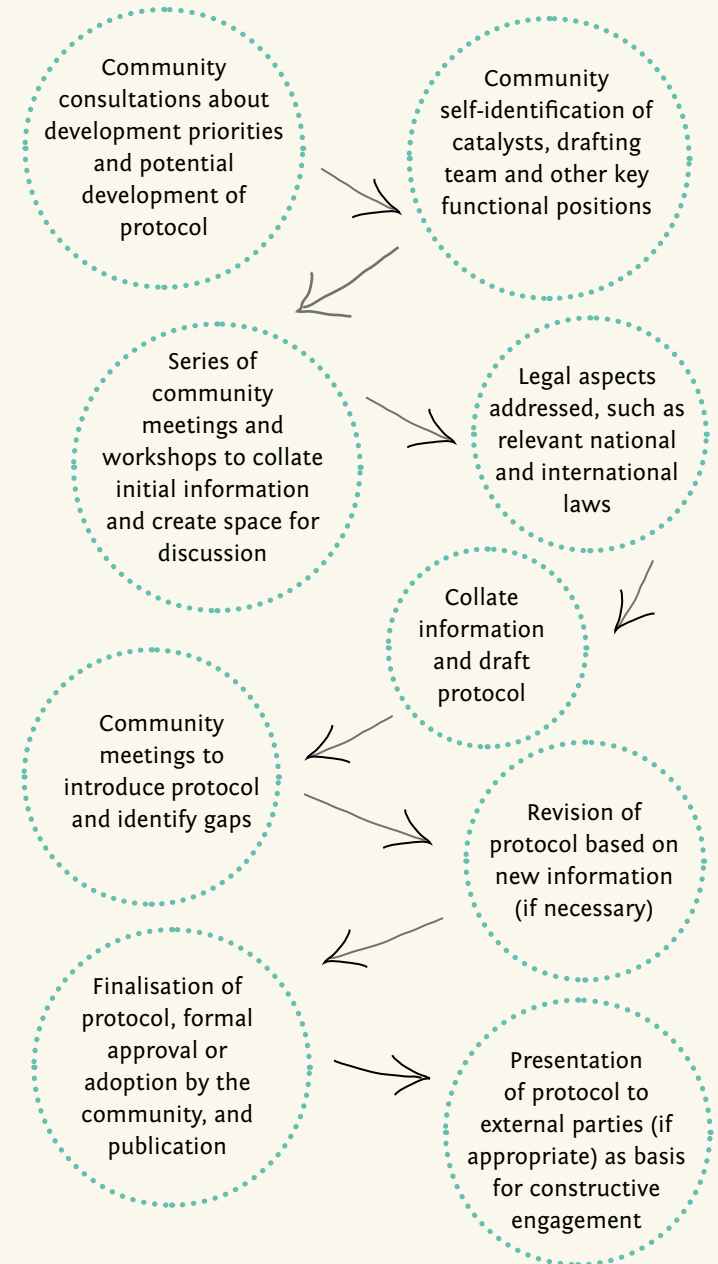 Community
consultations about
development priorities
and potential
development of
protocol
Community
self-identification of
catalysts, drafting
team and other key
functional positions
Series of
community
meetings and
workshops to collate
initial information
and create space for
discussion
Legal aspects
addressed, such as
relevant national
and international
laws
Collate
information
and draft
protocol
Community
meetings to
introduce protocol
and identify gaps
Revision of
protocol based on
new information
(if necessary)
Finalisation of
protocol, formal
approval or
adoption by the
community, and
publication
Presentation
of protocol to
external parties (if
appropriate) as basis
for constructive
engagement